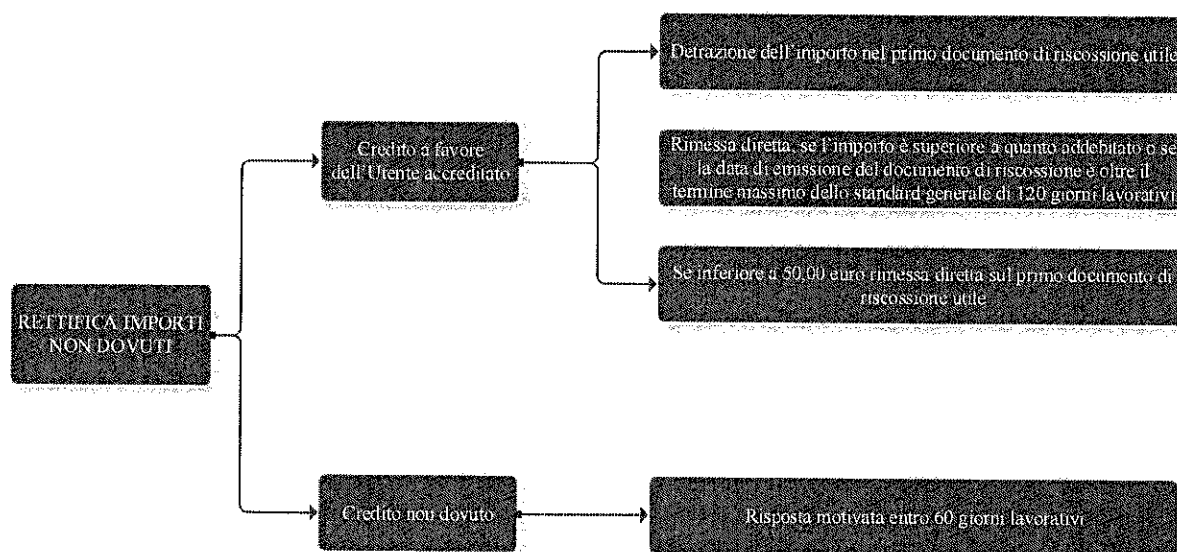 Detrazione dell'importo nel primo documento di riscossione utile
Credito a favore
dell'Utente accreditato
Rimessa diretta, se l'importo è superiore a quanto addebitato o se
la data di emissione del documento di riscossione è oltre il
termine massimo dello standard generale di 120 giorni lavorativi
Se inferiore a 50,00 euro rimessa diretta sul primo documento di
riscossione utile
RETTIFICA IMPORTI
NON DOVUTI
Credito non dovuto
Risposta motivata entro 60 giorni lavorativi